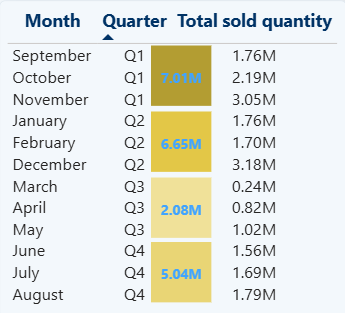 Month Quarter Total sold quantity
September Q1 1.76M
October Q1 7.01M 2.19M
November Q1 3.05M
January Q2 1.76M
February Q2 6.65M 1.70M
December Q2 3.18M
March Q3 0.24M
April Q3 2.08M 0.82M
May Q3 1.02M
June Q4 1.56M
July Q4 5.04M 1.69M
August Q4 1.79M